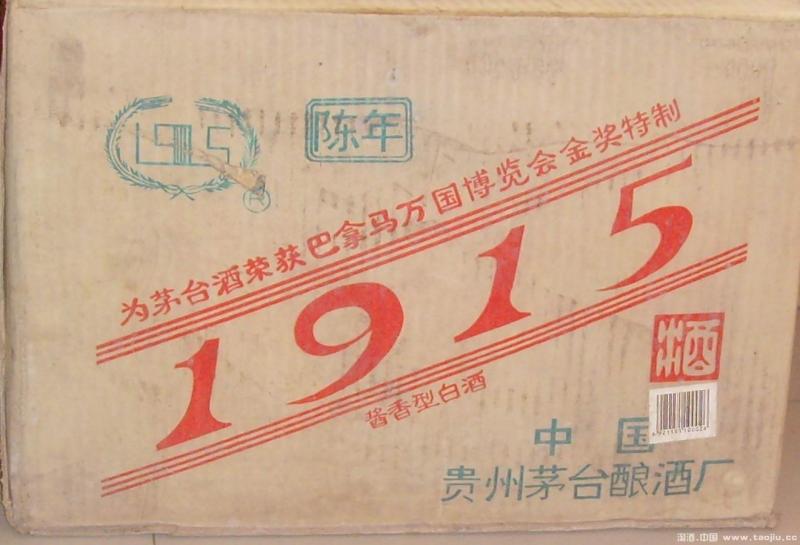 1915
陈年
为茅台酒荣获巴拿马万国博览会金奖特制
1915
酱香型白酒
酒
中国
贵州茅台酿酒厂
淘酒.中国 www.taojiu.cc